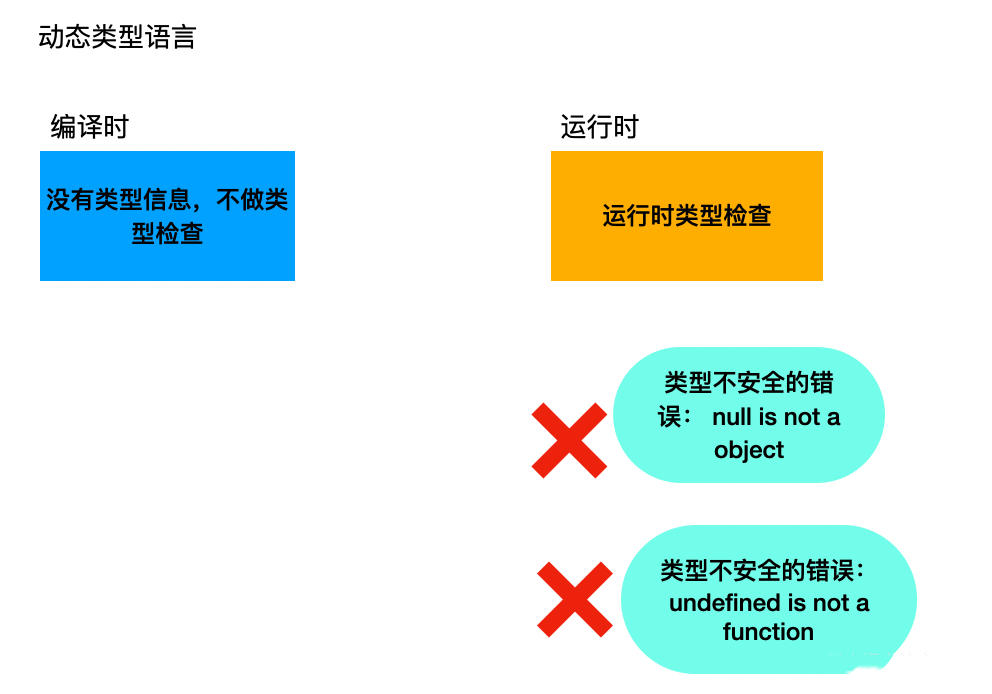 动态类型语言
编译时
没有类型信息，不做类
型检查
运行时
运行时类型检查
类型不安全的错
误： null is not a
object
类型不安全的错误：
undefined is not a
function